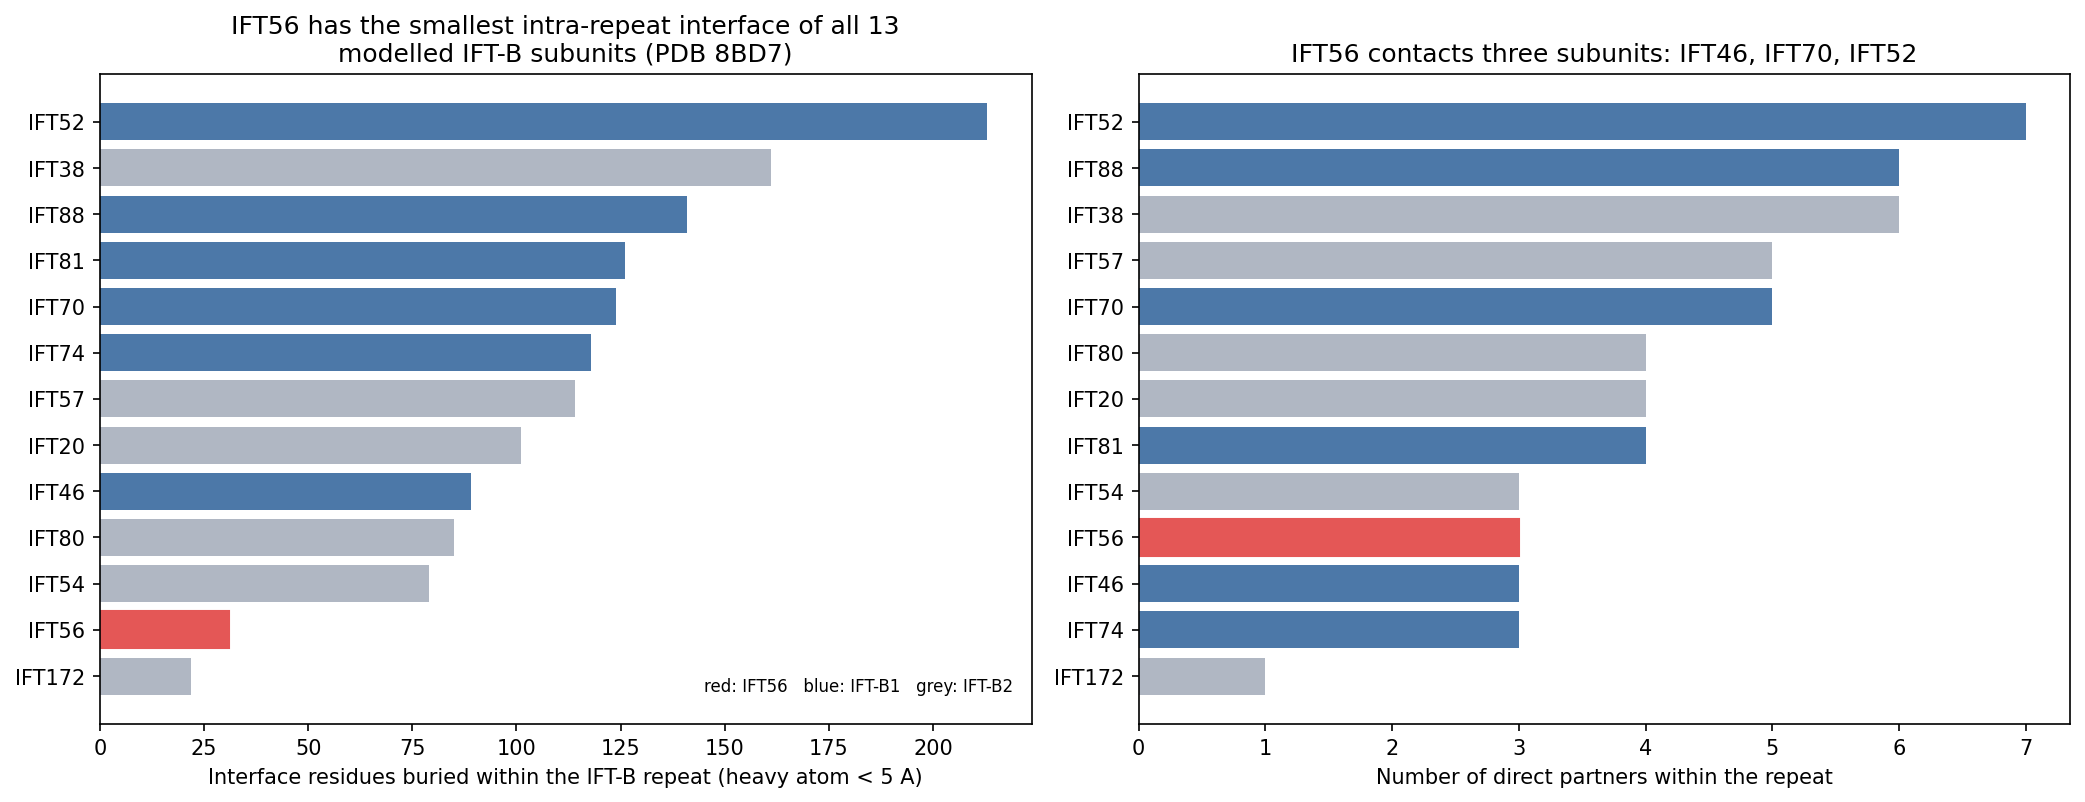 IFT56 has the smallest intra-repeat interface of all 13
modelled IFT-B subunits (PDB 8BD7)
IFT52
IFT38
IFT88
IFT81
IFT70
IFT74
IFT57
IFT20
IFT46
IFT80
IFT54
IFT56
IFT172
red: IFT56 blue: IFT-B1 grey: IFT-B2
0 25 50 75 100 125 150 175 200
Interface residues buried within the IFT-B repeat (heavy atom < 5 A)
IFT56 contacts three subunits: IFT46, IFT70, IFT52
IFT52
IFT88
IFT38
IFT57
IFT70
IFT80
IFT20
IFT81
IFT54
IFT56
IFT46
IFT74
IFT172
0 1 2 3 4 5 6 7
Number of direct partners within the repeat